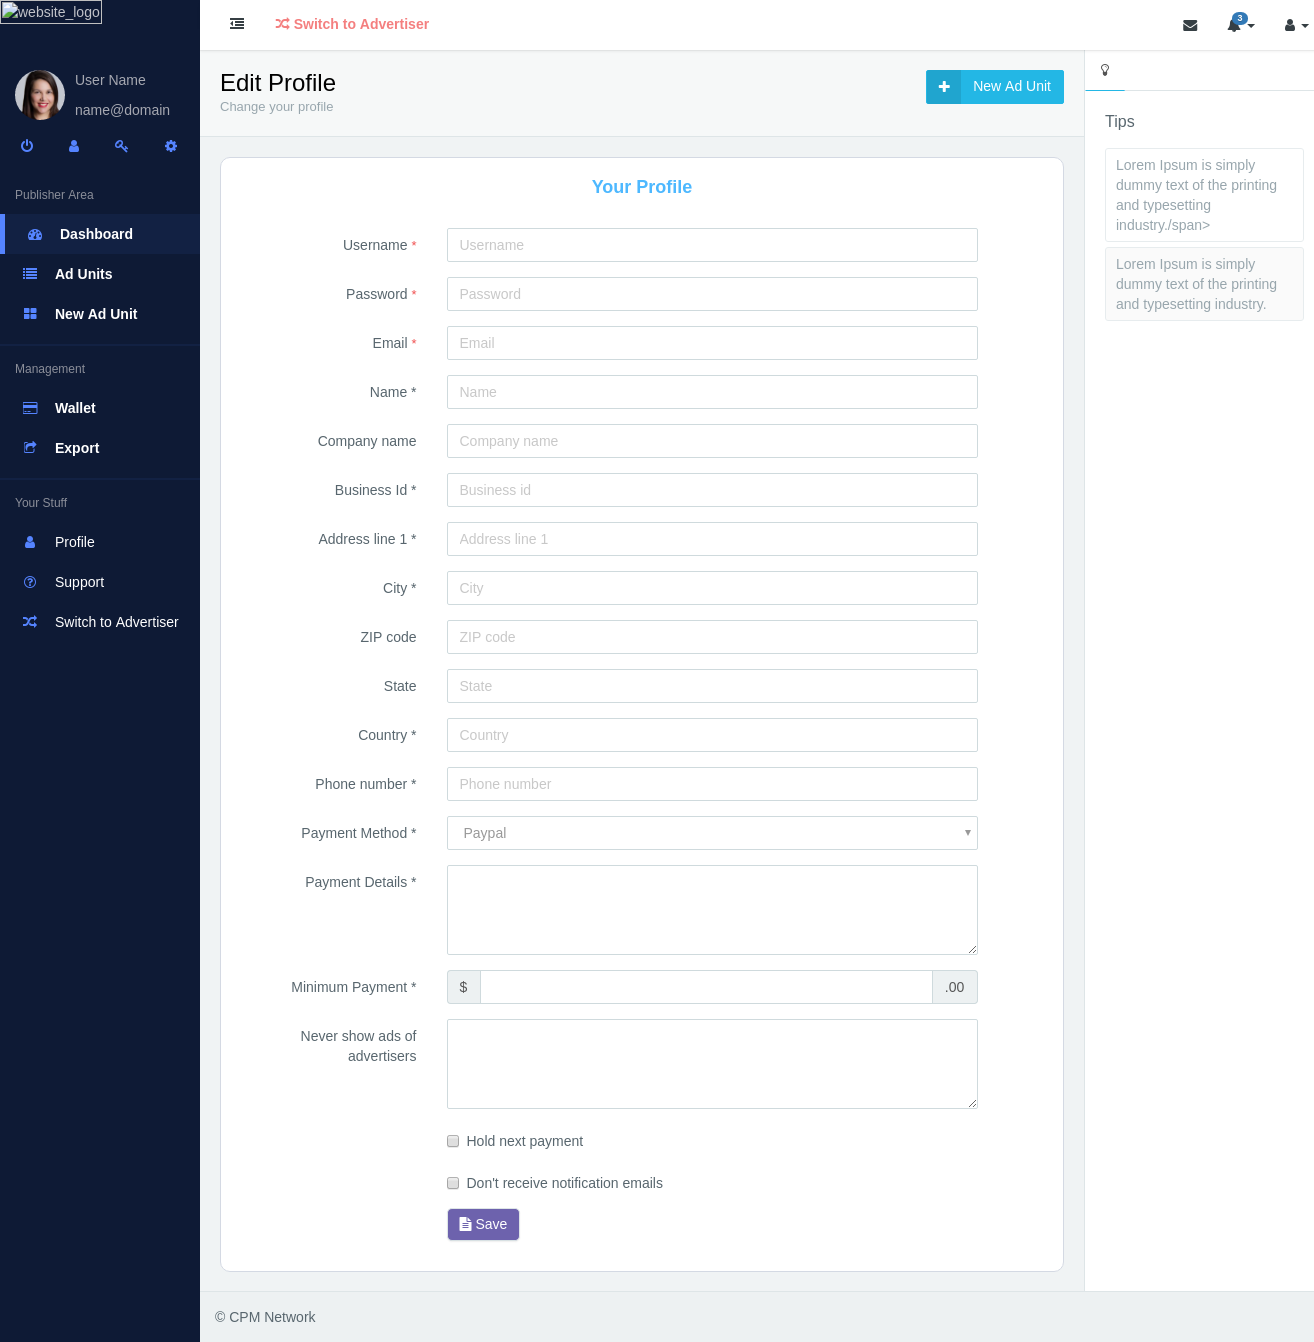 website_logo
User Name
name@domain
Publisher Area
Dashboard
Ad Units
New Ad Unit
Management
Wallet
Export
Your Stuff
Profile
Support
Switch to Advertiser
Switch to Advertiser
3
Edit Profile
Change your profile
New Ad Unit
Your Profile
Username *
Username
Password *
Password
Email *
Email
Name *
Name
Company name
Company name
Business Id *
Business id
Address line 1 *
Address line 1
City *
City
ZIP code
ZIP code
State
State
Country *
Country
Phone number *
Phone number
Payment Method *
Paypal
Payment Details *
Minimum Payment *
$
.00
Never show ads of
advertisers
Hold next payment
Don't receive notification emails
Save
Tips
Lorem Ipsum is simply
dummy text of the printing
and typesetting
industry./span>
Lorem Ipsum is simply
dummy text of the printing
and typesetting industry.
© CPM Network